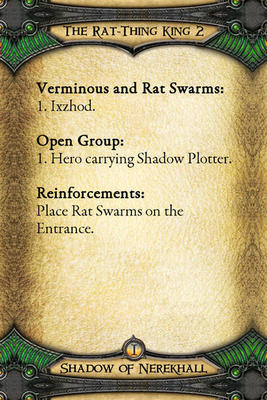 The Rat-Thing King 2
Verminous and Rat Swarms:
1. Ixzhod.
Open Group:
1. Hero carrying Shadow Plotter.
Reinforcements:
Place Rat Swarms on the
Entrance.
1
Shadow of Nerekhall